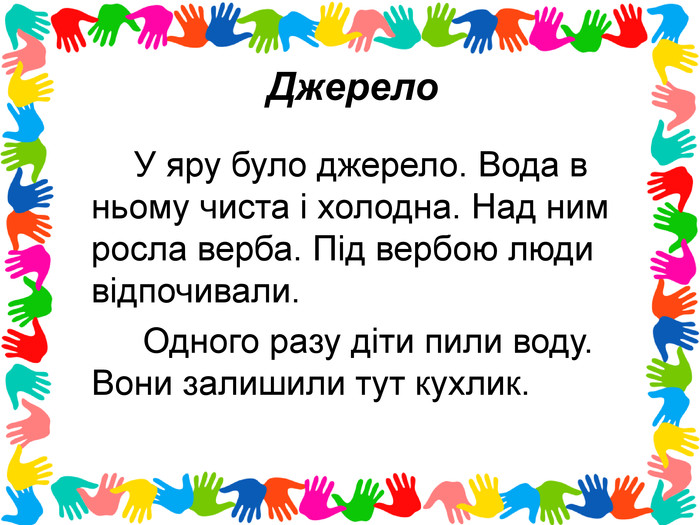 Джерело
У яру було джерело. Вода в
ньому чиста і холодна. Над ним
росла верба. Під вербою люди
відпочивали.
Одного разу діти пили воду.
Вони залишили тут кухлик.